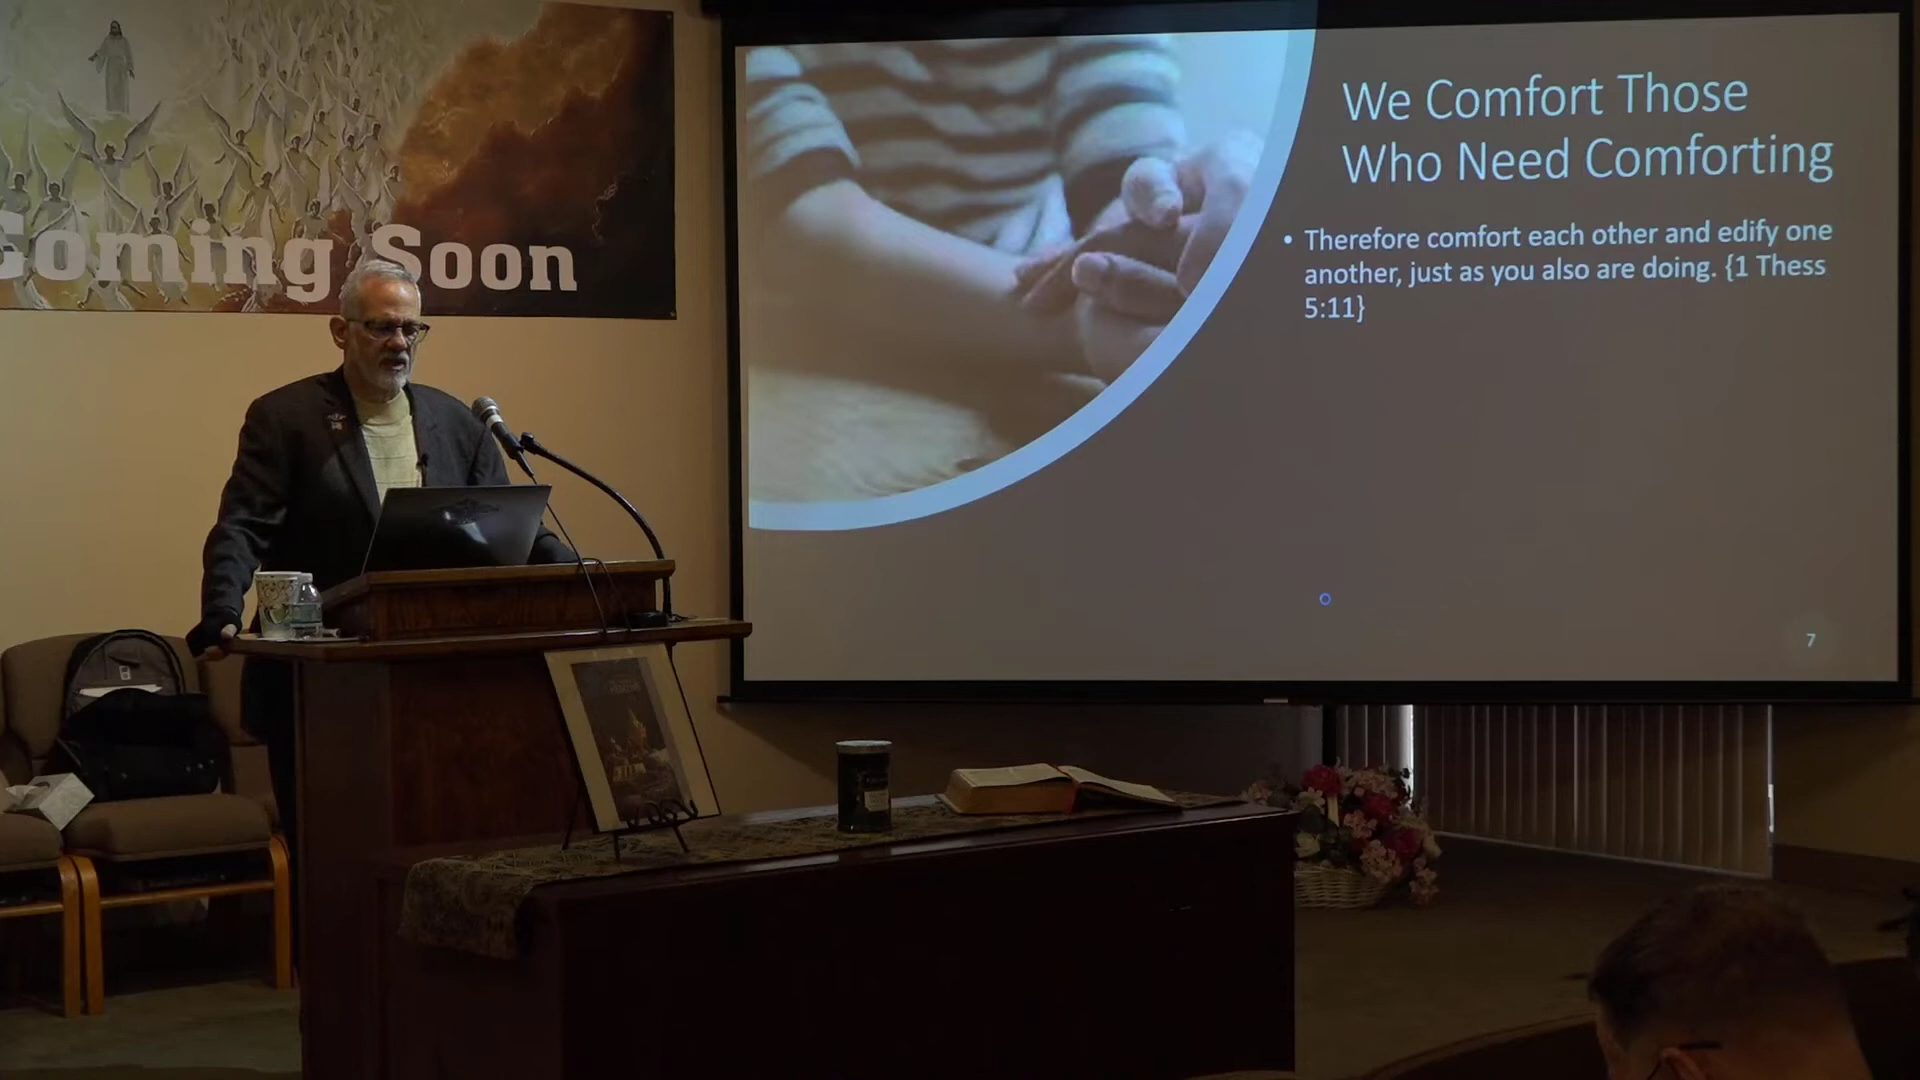 Coming Soon
We Comfort Those
Who Need Comforting
• Therefore comfort each other and edify one
another, just as you also are doing. {1 Thess
5:11}
7